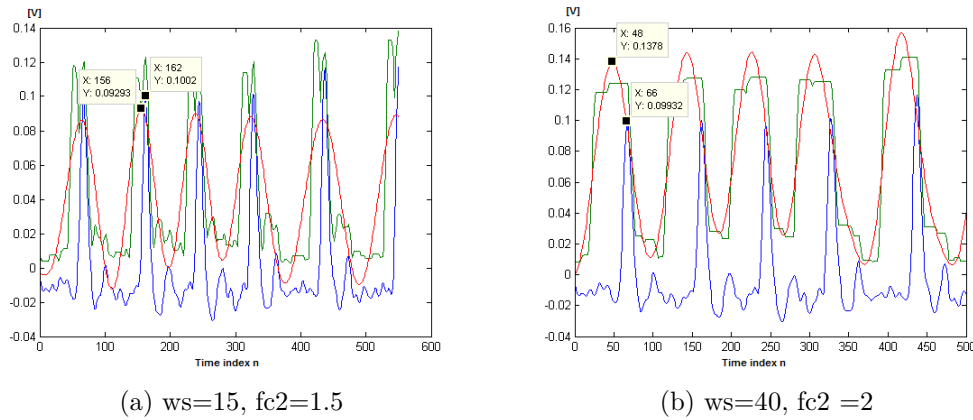 [V]
0.14
0.12
0.1
0.08
0.06
0.04
0.02
0
-0.02
-0.04
X: 156
Y: 0.09293
X: 162
Y: 0.1002
0 100 200 300 400 500 600
Time index n
(a) ws=15, fc2=1.5
[V]
0.16
0.14
0.12
0.1
0.08
0.06
0.04
0.02
0
-0.02
-0.04
X: 48
Y: 0.1378
X: 66
Y: 0.09932
0 50 100 150 200 250 300 350 400 450 500
Time index n
(b) ws=40, fc2 =2